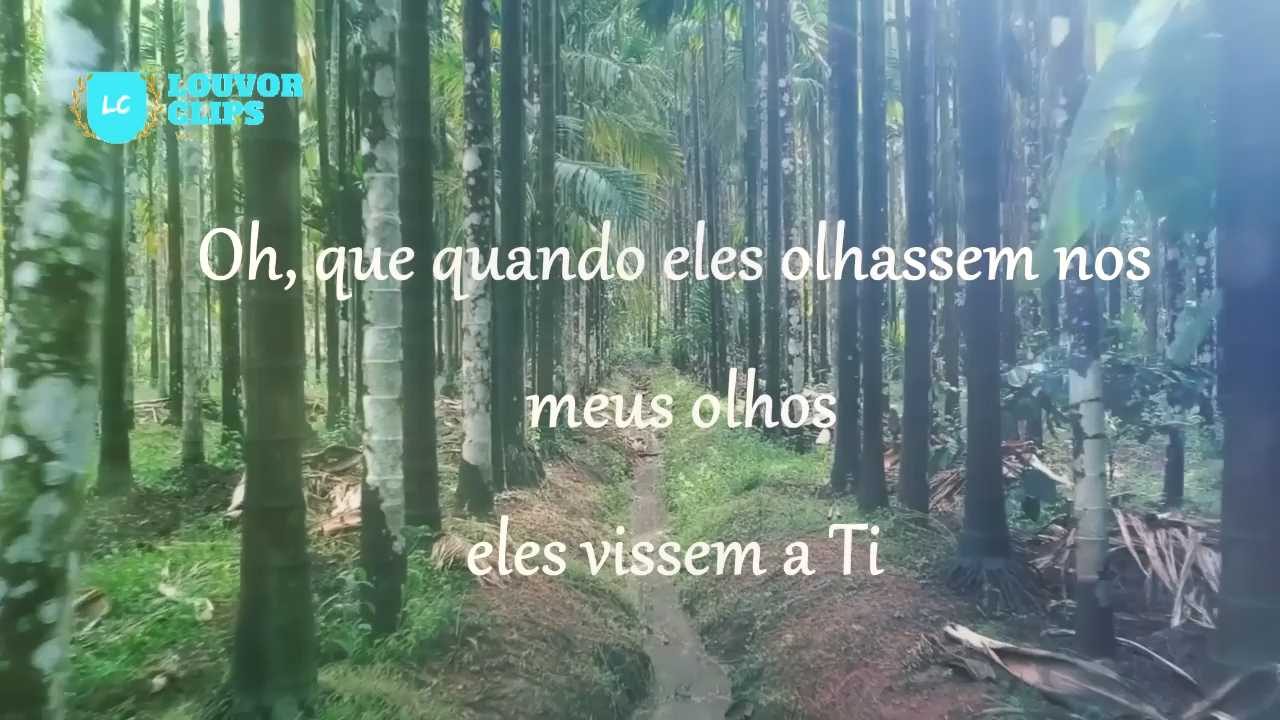 LC
LOUVOR
CLIPS
Oh, que quando eles olhassem nos
meus olhos
eles vissem a Ti